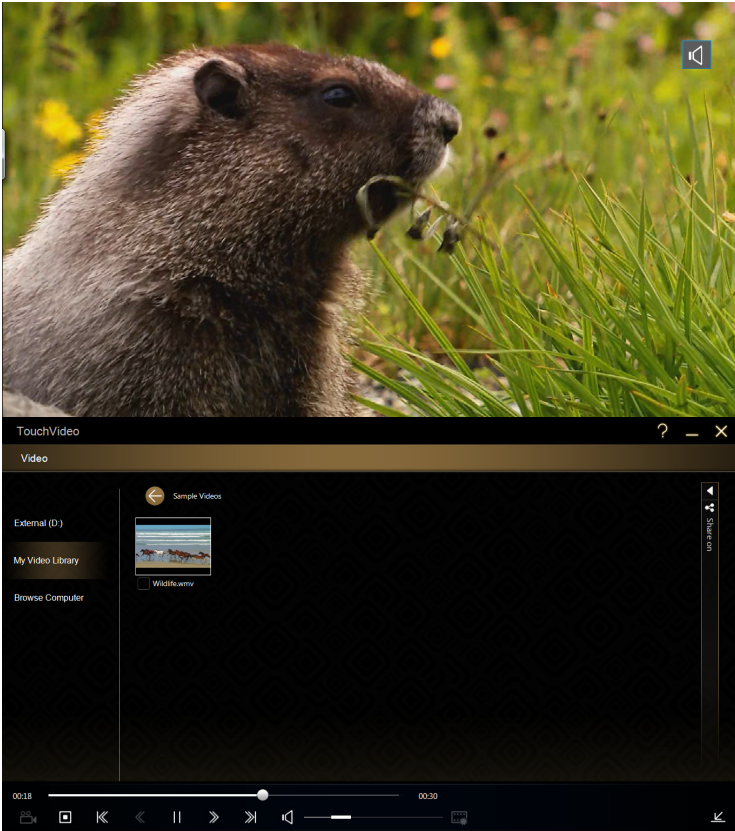 TouchVideo
?
Video
Sample Videos
External (D:)
My Video Library
Wildlife.wmv
Browse Computer
Share on
00:18
00:30